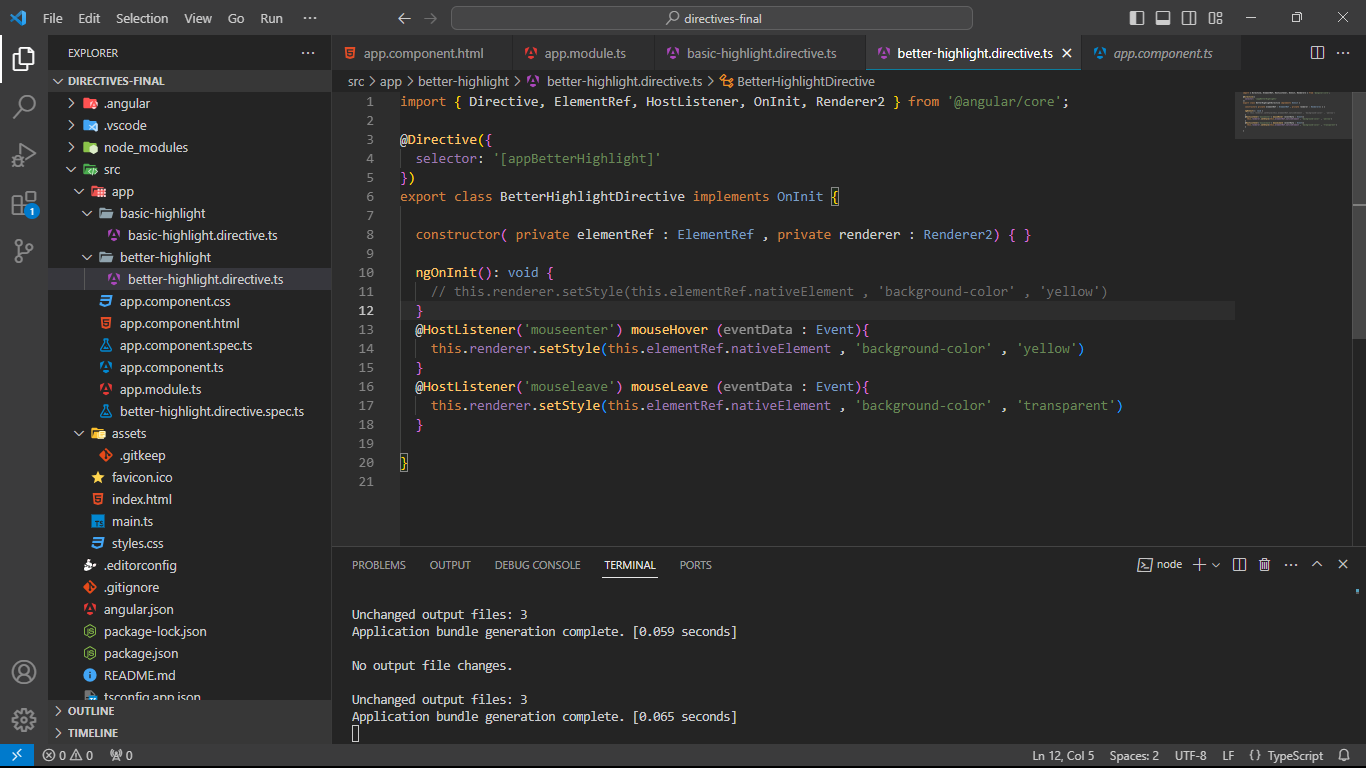 File Edit Selection View Go Run ··· directives-final
EXPLORER ···
DIRECTIVES-FINAL
.angular
.vscode
node_modules
src
app
basic-highlight
basic-highlight.directive.ts
better-highlight
better-highlight.directive.ts
app.component.css
app.component.html
app.component.spec.ts
app.component.ts
app.module.ts
better-highlight.directive.spec.ts
assets
.gitkeep
favicon.ico
index.html
main.ts
styles.css
.editorconfig
.gitignore
angular.json
package-lock.json
package.json
README.md
tsconfig.app.json
OUTLINE
TIMELINE
1
app.component.html app.module.ts basic-highlight.directive.ts better-highlight.directive.ts app.component.ts
src > app > better-highlight > better-highlight.directive.ts > BetterHighlightDirective
1 import { Directive, ElementRef, HostListener, OnInit, Renderer2 } from '@angular/core';
2
3 @Directive({
4 selector: '[appBetterHighlight]'
5 })
6 export class BetterHighlightDirective implements OnInit {
7
8 constructor( private elementRef : ElementRef , private renderer : Renderer2) { }
9
10 ngOnInit(): void {
11 // this.renderer.setStyle(this.elementRef.nativeElement , 'background-color' , 'yellow')
12 }
13 @HostListener('mouseenter') mouseHover (eventData : Event){
14 this.renderer.setStyle(this.elementRef.nativeElement , 'background-color' , 'yellow')
15 }
16 @HostListener('mouseleave') mouseLeave (eventData : Event){
17 this.renderer.setStyle(this.elementRef.nativeElement , 'background-color' , 'transparent')
18 }
19
20 }
21
PROBLEMS OUTPUT DEBUG CONSOLE TERMINAL PORTS node
Unchanged output files: 3
Application bundle generation complete. [0.059 seconds]
No output file changes.
Unchanged output files: 3
Application bundle generation complete. [0.065 seconds]
0 0 0 Ln 12, Col 5 Spaces: 2 UTF-8 LF {} TypeScript